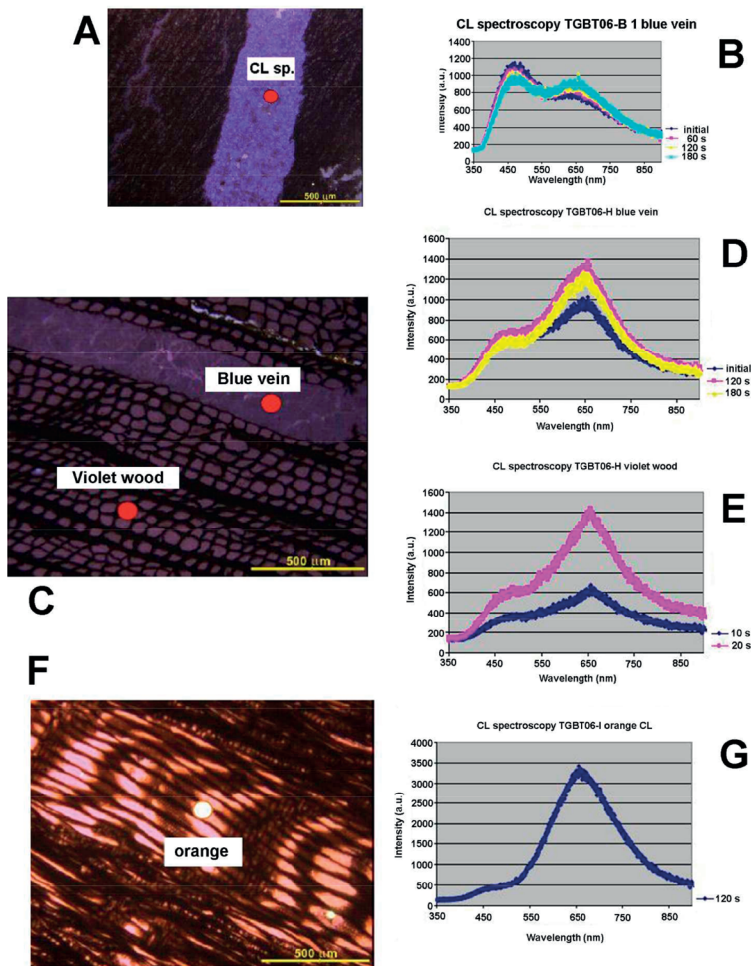 A
CL sp.
500 µm
CL spectroscopy TGBT06-B 1 blue vein
B
Intensity (a.u.)
1400
1200
1000
800
600
400
200
0
350 450 550 650 750 850
Wavelength (nm)
initial
60 s
120 s
180 s
CL spectroscopy TGBT06-H blue vein
D
Intensity (a.u.)
1600
1400
1200
1000
800
600
400
200
0
350 450 550 650 750 850
Wavelength (nm)
initial
120 s
180 s
Blue vein
Violet wood
500 µm
C
CL spectroscopy TGBT06-H violet wood
E
Intensity (a.u.)
1600
1400
1200
1000
800
600
400
200
0
350 450 550 650 750 850
Wavelength (nm)
10 s
20 s
F
orange
500 µm
CL spectroscopy TGBT06-I orange CL
G
Intensity (a.u.)
4000
3500
3000
2500
2000
1500
1000
500
0
350 450 550 650 750 850
Wavelength (nm)
120 s